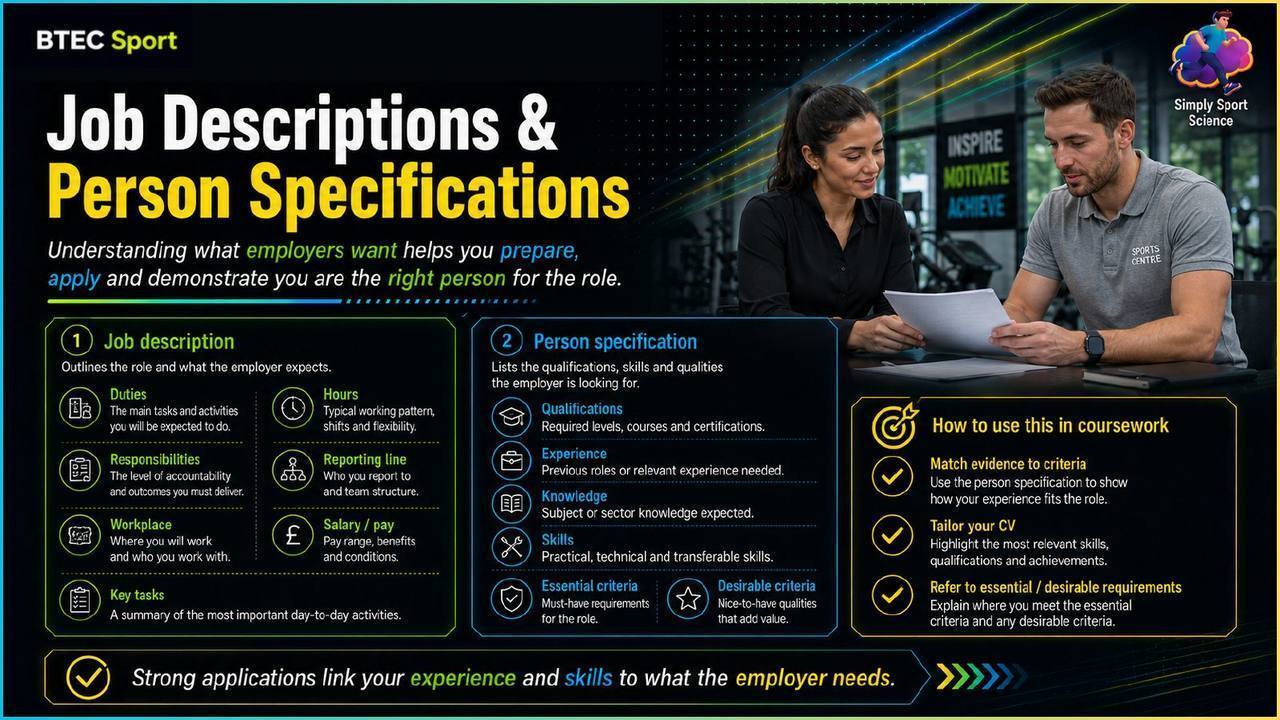 BTEC Sport
Simply Sport
Science
Job Descriptions &
Person Specifications
Understanding what employers want helps you prepare,
apply and demonstrate you are the right person for the role.
INSPIRE
MOTIVATE
ACHIEVE
SPORTS
CENTRE
1 Job description
Outlines the role and what the employer expects.
Duties
The main tasks and activities
you will be expected to do.
Hours
Typical working pattern,
shifts and flexibility.
Responsibilities
The level of accountability
and outcomes you must deliver.
Reporting line
Who you report to
and team structure.
Workplace
Where you will work
and who you work with.
£
Salary / pay
Pay range, benefits
and conditions.
Key tasks
A summary of the most important day-to-day activities.
2 Person specification
Lists the qualifications, skills and qualities
the employer is looking for.
Qualifications
Required levels, courses and certifications.
Experience
Previous roles or relevant experience needed.
Knowledge
Subject or sector knowledge expected.
Skills
Practical, technical and transferable skills.
Essential criteria
Must-have requirements
for the role.
Desirable criteria
Nice-to-have qualities
that add value.
How to use this in coursework
Match evidence to criteria
Use the person specification to show
how your experience fits the role.
Tailor your CV
Highlight the most relevant skills,
qualifications and achievements.
Refer to essential / desirable requirements
Explain where you meet the essential
criteria and any desirable criteria.
Strong applications link your experience and skills to what the employer needs.